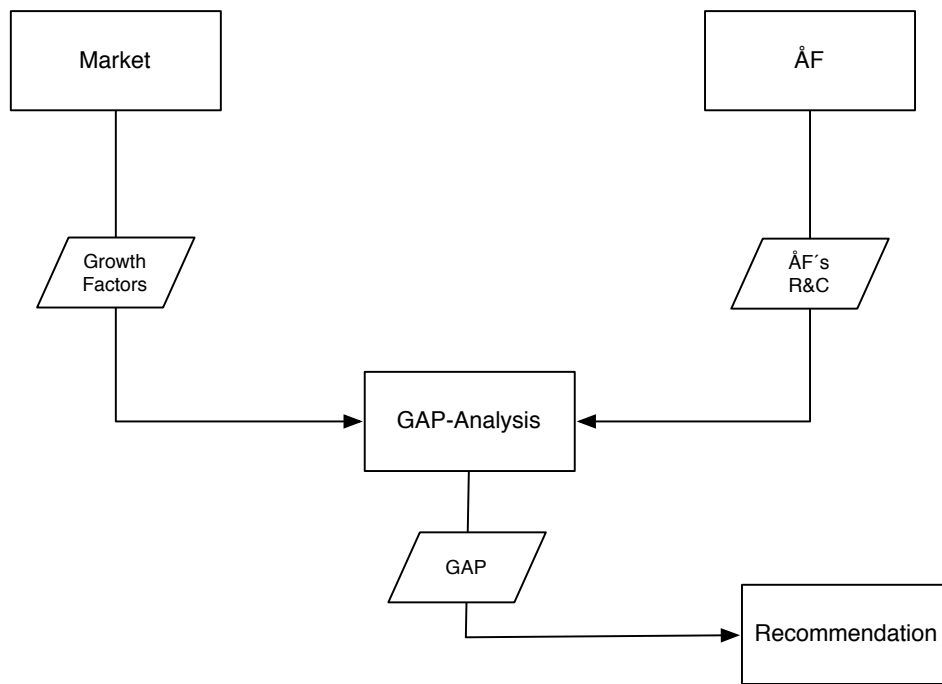 Market
ÅF
Growth
Factors
ÅF´s
R&C
GAP-Analysis
GAP
Recommendation